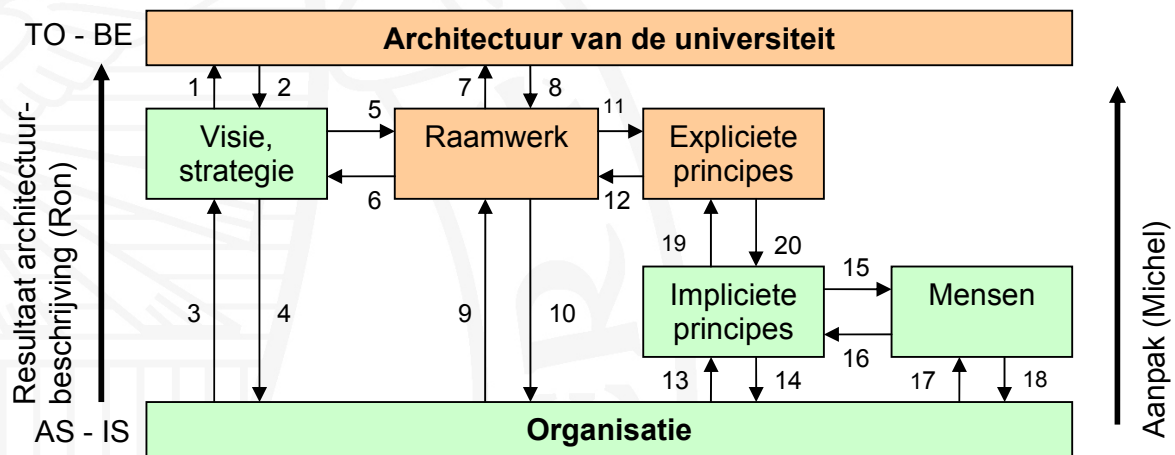 TO - BE
Architectuur van de universiteit
1
2
7
8
Visie,
strategie
5
6
Raamwerk
11
12
Expliciete
principes
19
20
3
4
9
10
Impliciete
principes
15
16
Mensen
13
14
17
18
AS - IS
Organisatie
Resultaat architectuur-
beschrijving (Ron)
Aanpak (Michel)